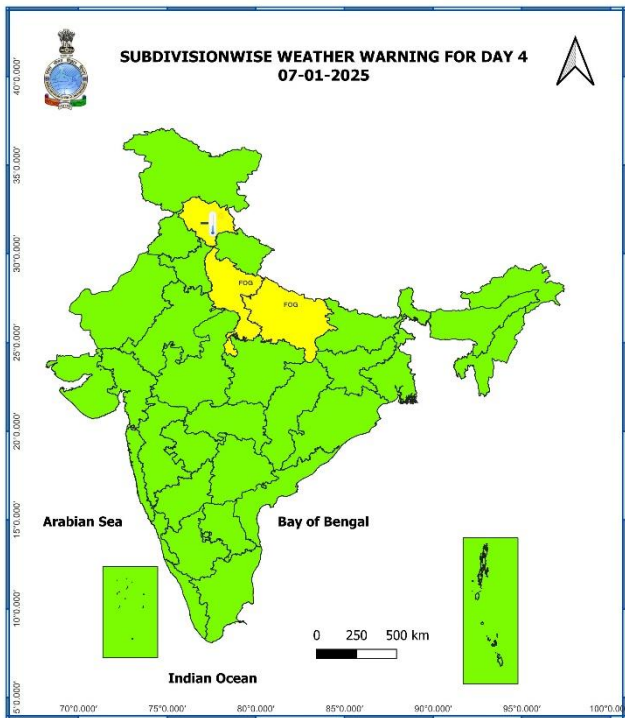 SUBDIVISIONWISE WEATHER WARNING FOR DAY 4
07-01-2025
40°0.000'
35°0.000'
30°0.000'
25°0.000'
20°0.000'
15°0.000'
10°0.000'
5°0.000'
FOG
FOG
Arabian Sea
Bay of Bengal
0 250 500 km
Indian Ocean
70°0.000' 75°0.000' 80°0.000' 85°0.000' 90°0.000' 95°0.000'